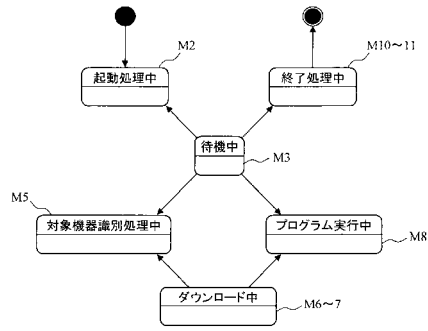 M2
起動処理中
M10～11
終了処理中
待機中
M3
M5
対象機器識別処理中
プログラム実行中
M8
ダウンロード中
M6～7